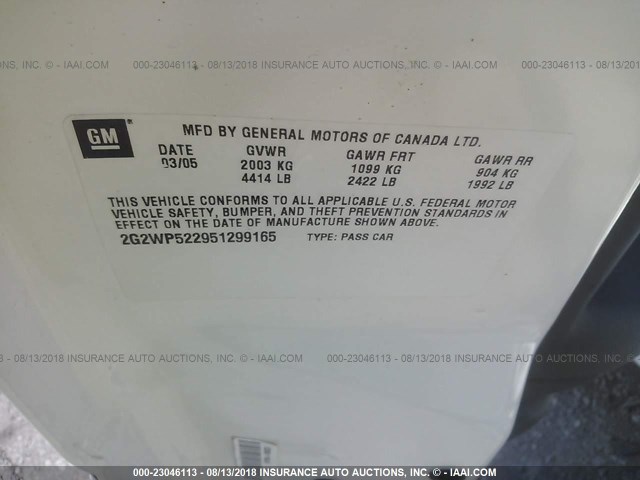 INC. - IAAI.COM 000-23046113 - 08/13/2018 INSURANCE AUTO AUCTIONS, INC. - IAAI.COM 000-23046113 - 08/13/2018
GM
MFD BY GENERAL MOTORS OF CANADA LTD.
DATE GVWR GAWR FRT GAWR RR
03/05 2003 KG 1099 KG 904 KG
4414 LB 2422 LB 1992 LB
THIS VEHICLE CONFORMS TO ALL APPLICABLE U.S. FEDERAL MOTOR
VEHICLE SAFETY, BUMPER, AND THEFT PREVENTION STANDARDS IN
EFFECT ON THE DATE OF MANUFACTURE SHOWN ABOVE.
2G2WP522951299165 TYPE: PASS CAR
000-23046113 - 08/13/2018 INSURANCE AUTO AUCTIONS, INC. - IAAI.COM 000-23046113 - 08/13/2018 INSURANCE AUTO AUCTIONS, INC. - IAAI.COM
000-23046113 - 08/13/2018 INSURANCE AUTO AUCTIONS, INC. - IAAI.COM